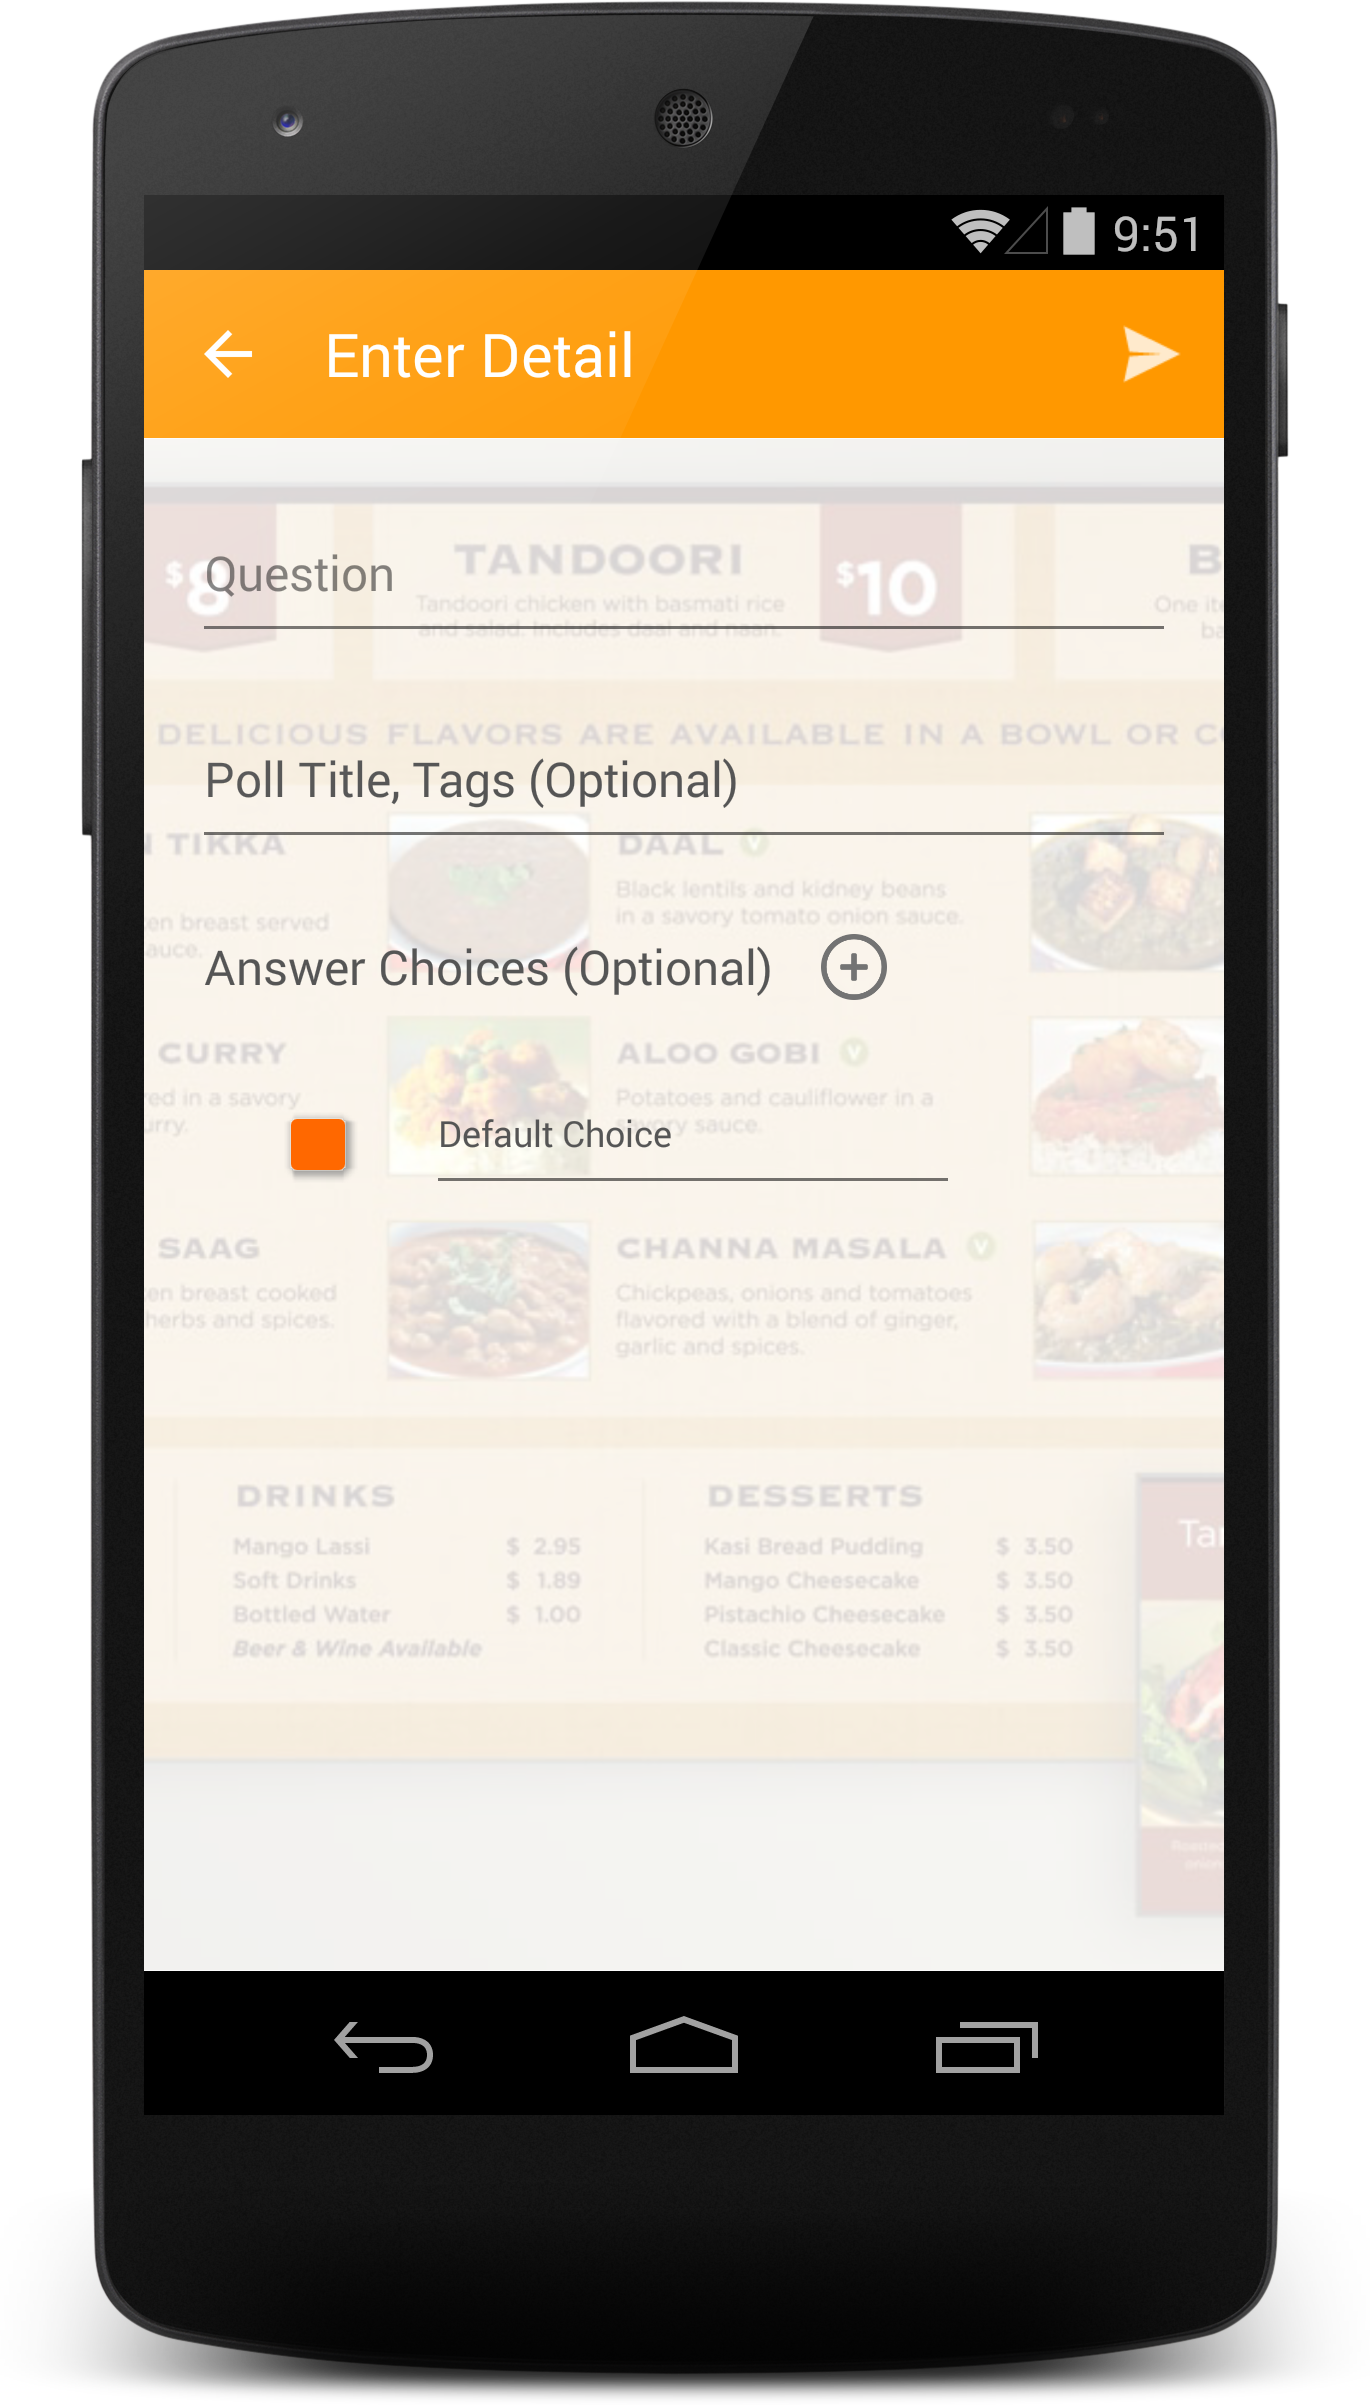 9:51
Enter Detail
$8
Question
TANDOORI
Tandoori chicken with basmati rice
and salad. Includes daal and naan.
$10
B
One ite
ba
DELICIOUS FLAVORS ARE AVAILABLE IN A BOWL OR C
Poll Title, Tags (Optional)
N TIKKA
en breast served
auce.
DAAL V
Black lentils and kidney beans
in a savory tomato onion sauce.
Answer Choices (Optional)
CURRY
ed in a savory
urry.
ALOO GOBI V
Potatoes and cauliflower in a
savory sauce.
Default Choice
SAAG
en breast cooked
herbs and spices.
CHANNA MASALA V
Chickpeas, onions and tomatoes
flavored with a blend of ginger,
garlic and spices.
DRINKS
Mango Lassi $ 2.95
Soft Drinks $ 1.89
Bottled Water $ 1.00
Beer & Wine Available
DESSERTS
Kasi Bread Pudding $ 3.50
Mango Cheesecake $ 3.50
Pistachio Cheesecake $ 3.50
Classic Cheesecake $ 3.50
Tan